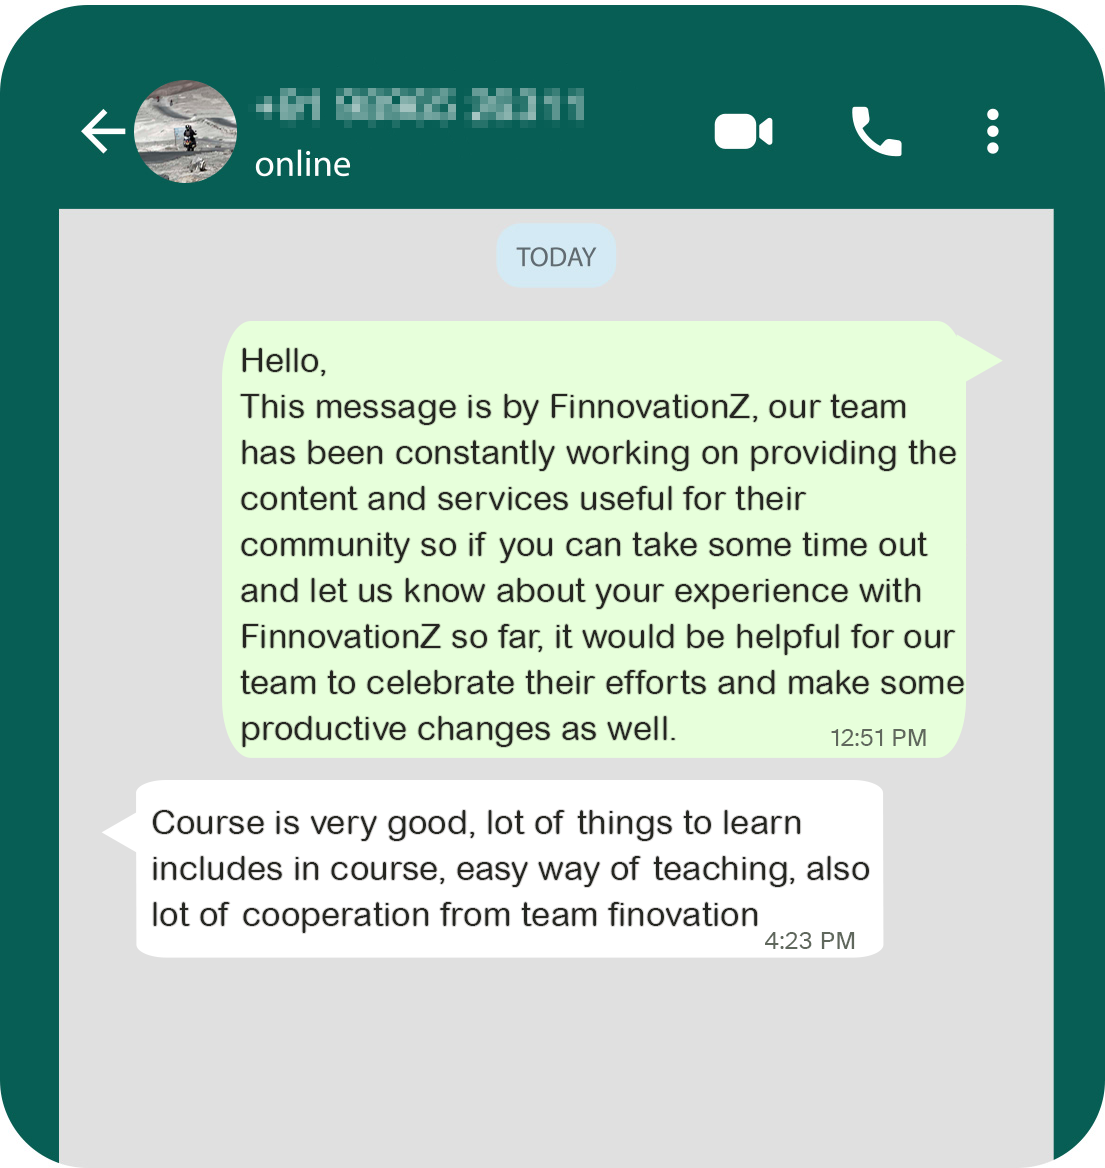 online
TODAY
Hello,
This message is by FinnovationZ, our team
has been constantly working on providing the
content and services useful for their
community so if you can take some time out
and let us know about your experience with
FinnovationZ so far, it would be helpful for our
team to celebrate their efforts and make some
productive changes as well.
12:51 PM
Course is very good, lot of things to learn
includes in course, easy way of teaching, also
lot of cooperation from team finovation
4:23 PM